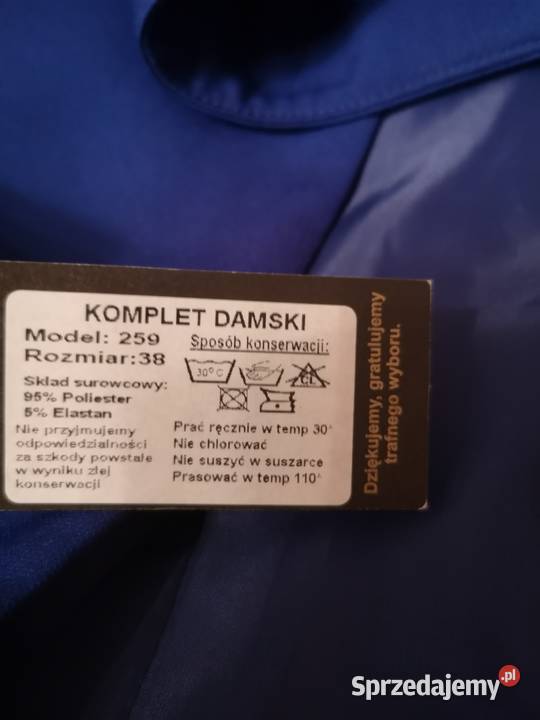 KOMPLET DAMSKI
Model: 259
Rozmiar:38
Skład surowcowy:
95% Poliester
5% Elastan
Nie przyjmujemy
odpowiedzialności
za szkody powstałe
w wyniku złej
konserwacji
Sposób konserwacji:
30°C
CL
Prać ręcznie w temp 30°
Nie chlorować
Nie suszyć w suszarce
Prasować w temp 110°
Dziękujemy, gratulujemy
trafnego wyboru.
Sprzedajemy.pl